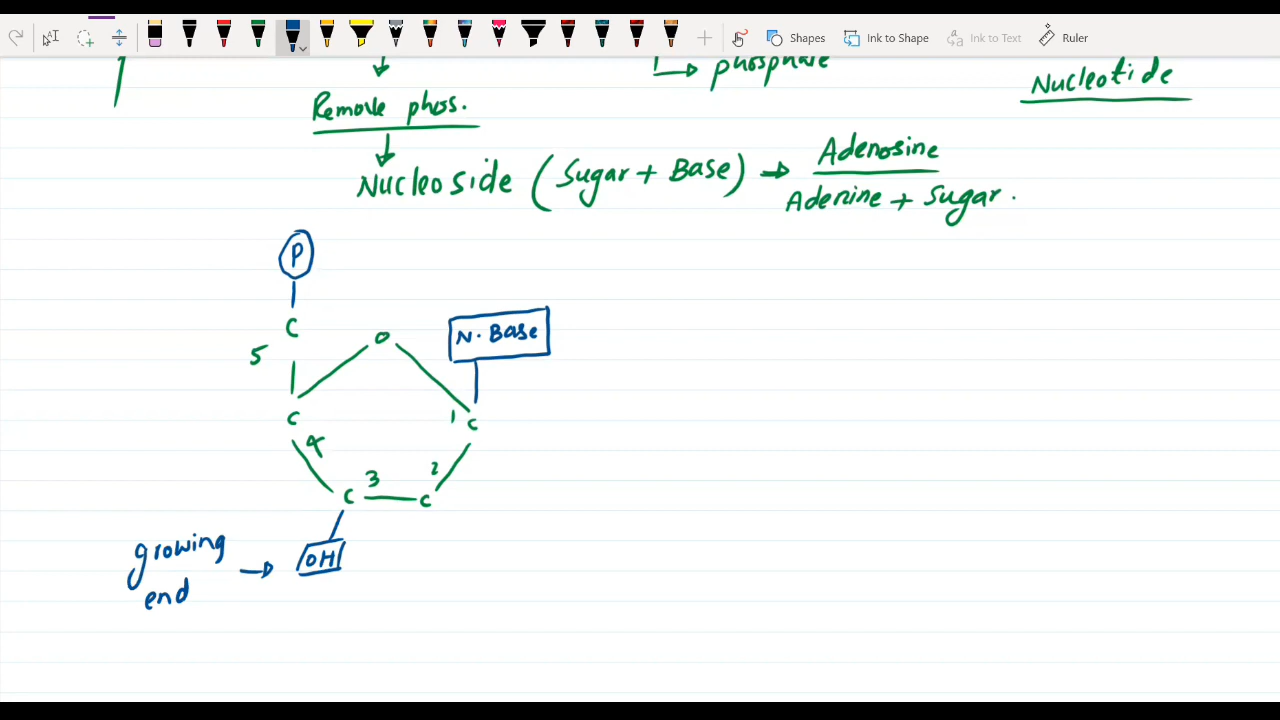 Shapes
Ink to Shape
Ink to Text
Ruler
phosphate
Nucleotide
Remove phos.
Nucleoside (Sugar + Base) → Adenosine
Adenine + Sugar.
P
C
5
O
N. Base
C
4
1 C
3
2
C
C
growing
end
→ OH